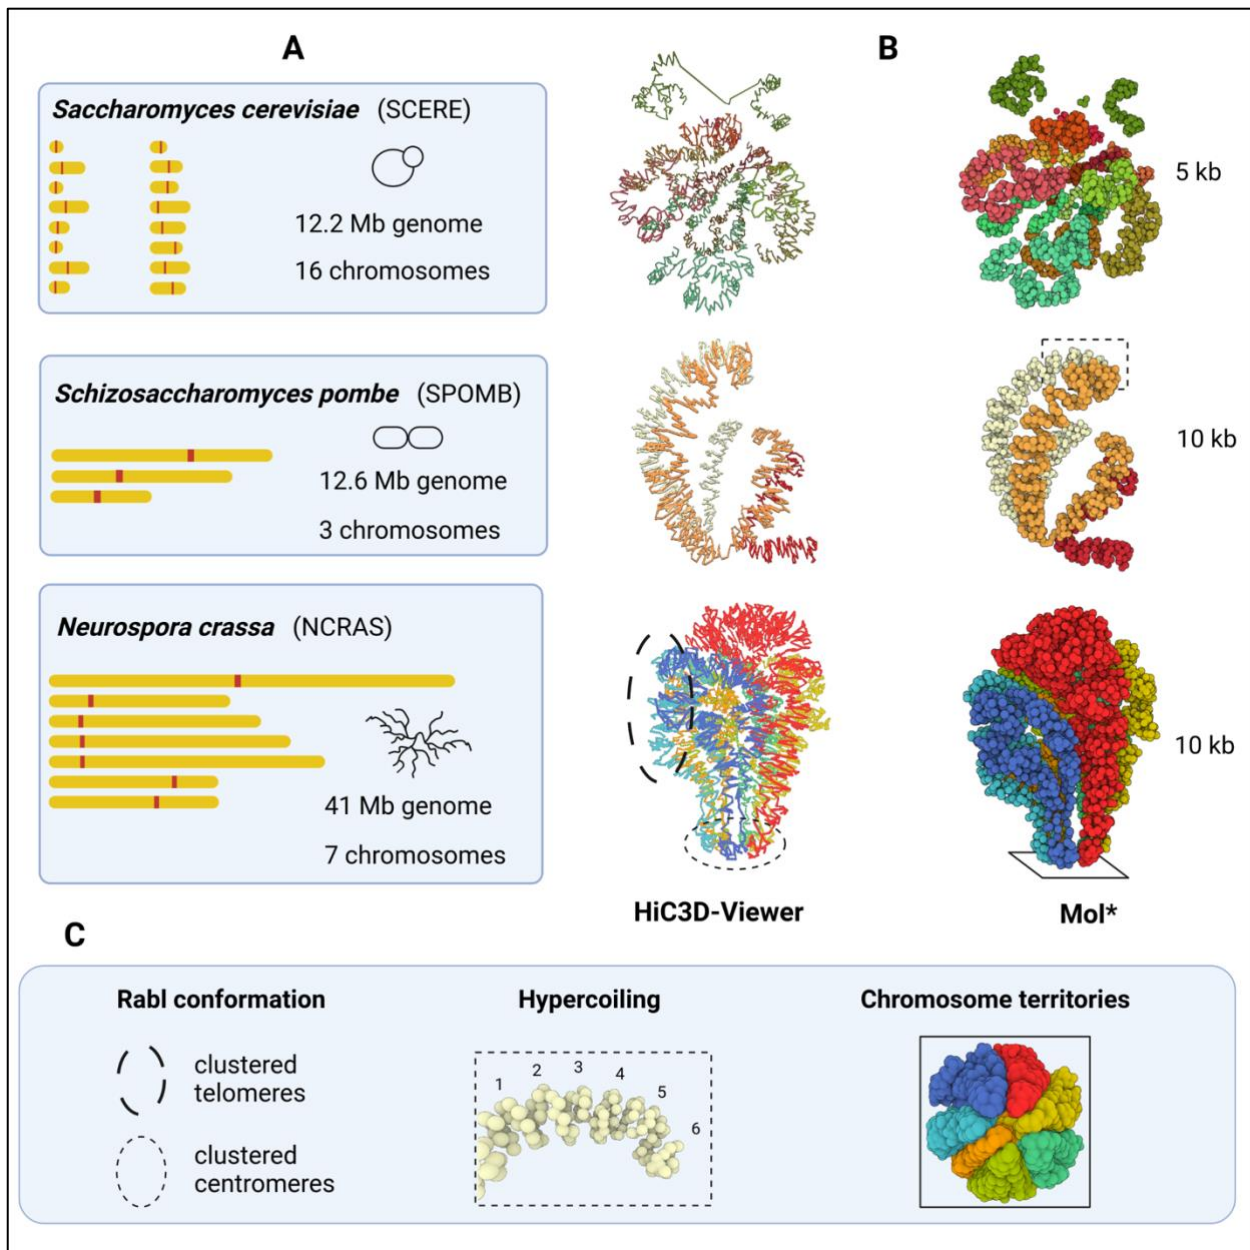 A
B
Saccharomyces cerevisiae (SCERE)
12.2 Mb genome
16 chromosomes
5 kb
Schizosaccharomyces pombe (SPOMB)
12.6 Mb genome
3 chromosomes
10 kb
Neurospora crassa (NCRAS)
41 Mb genome
7 chromosomes
10 kb
HiC3D-Viewer
Mol*
C
Rabl conformation
clustered
telomeres
clustered
centromeres
Hypercoiling
1 2 3 4 5 6
Chromosome territories